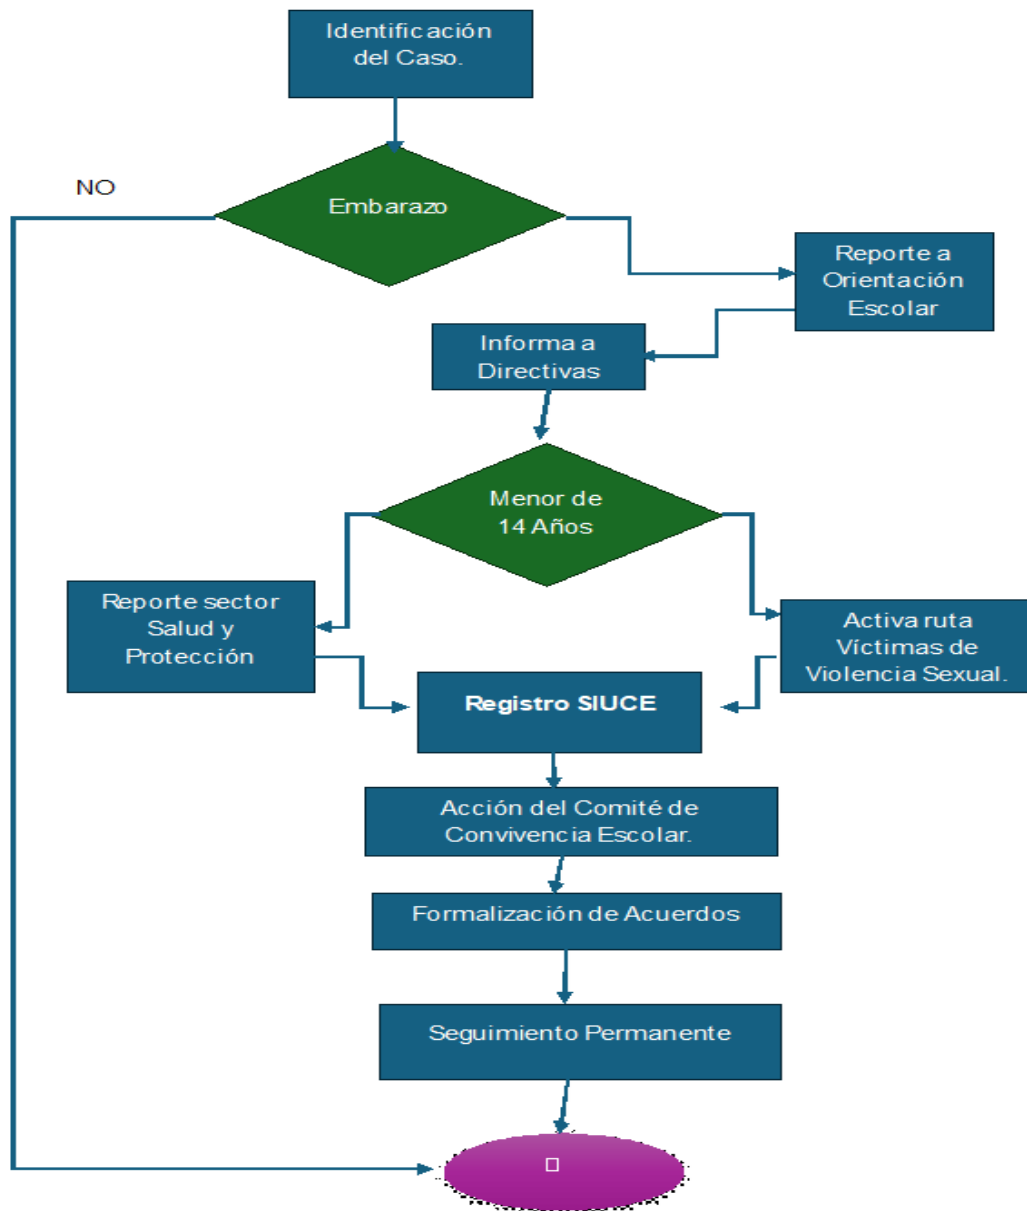 Identificación
del Caso.
NO
Embarazo
Reporte a
Orientación
Escolar
Informa a
Directivas
Menor de
14 Años
Reporte sector
Salud y
Protección
Activa ruta
Víctimas de
Violencia Sexual.
Registro SIUCE
Acción del Comité de
Convivencia Escolar.
Formalización de Acuerdos
Seguimiento Permanente